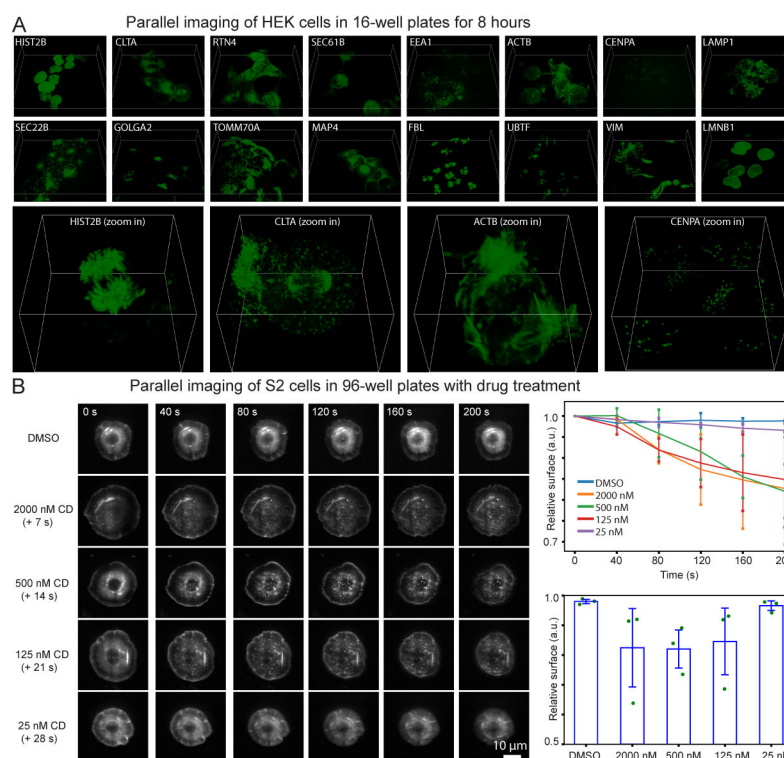 A Parallel imaging of HEK cells in 16-well plates for 8 hours
HIST2B CLTA RTN4 SEC61B EEA1 ACTB CENPA LAMP1
SEC22B GOLGA2 TOMM70A MAP4 FBL UBTF VIM LMNB1
HIST2B (zoom in) CLTA (zoom in) ACTB (zoom in) CENPA (zoom in)
B Parallel imaging of S2 cells in 96-well plates with drug treatment
0 s 40 s 80 s 120 s 160 s 200 s
DMSO
2000 nM CD
(+ 7 s)
500 nM CD
(+ 14 s)
125 nM CD
(+ 21 s)
25 nM CD
(+ 28 s)
10 μm
Relative surface (a.u.)
1.0
0.7
DMSO
2000 nM
500 nM
125 nM
25 nM
0 40 80 120 160
Time (s)
Relative surface (a.u.)
1.0
0.5
DMSO 2000 nM 500 nM 125 nM